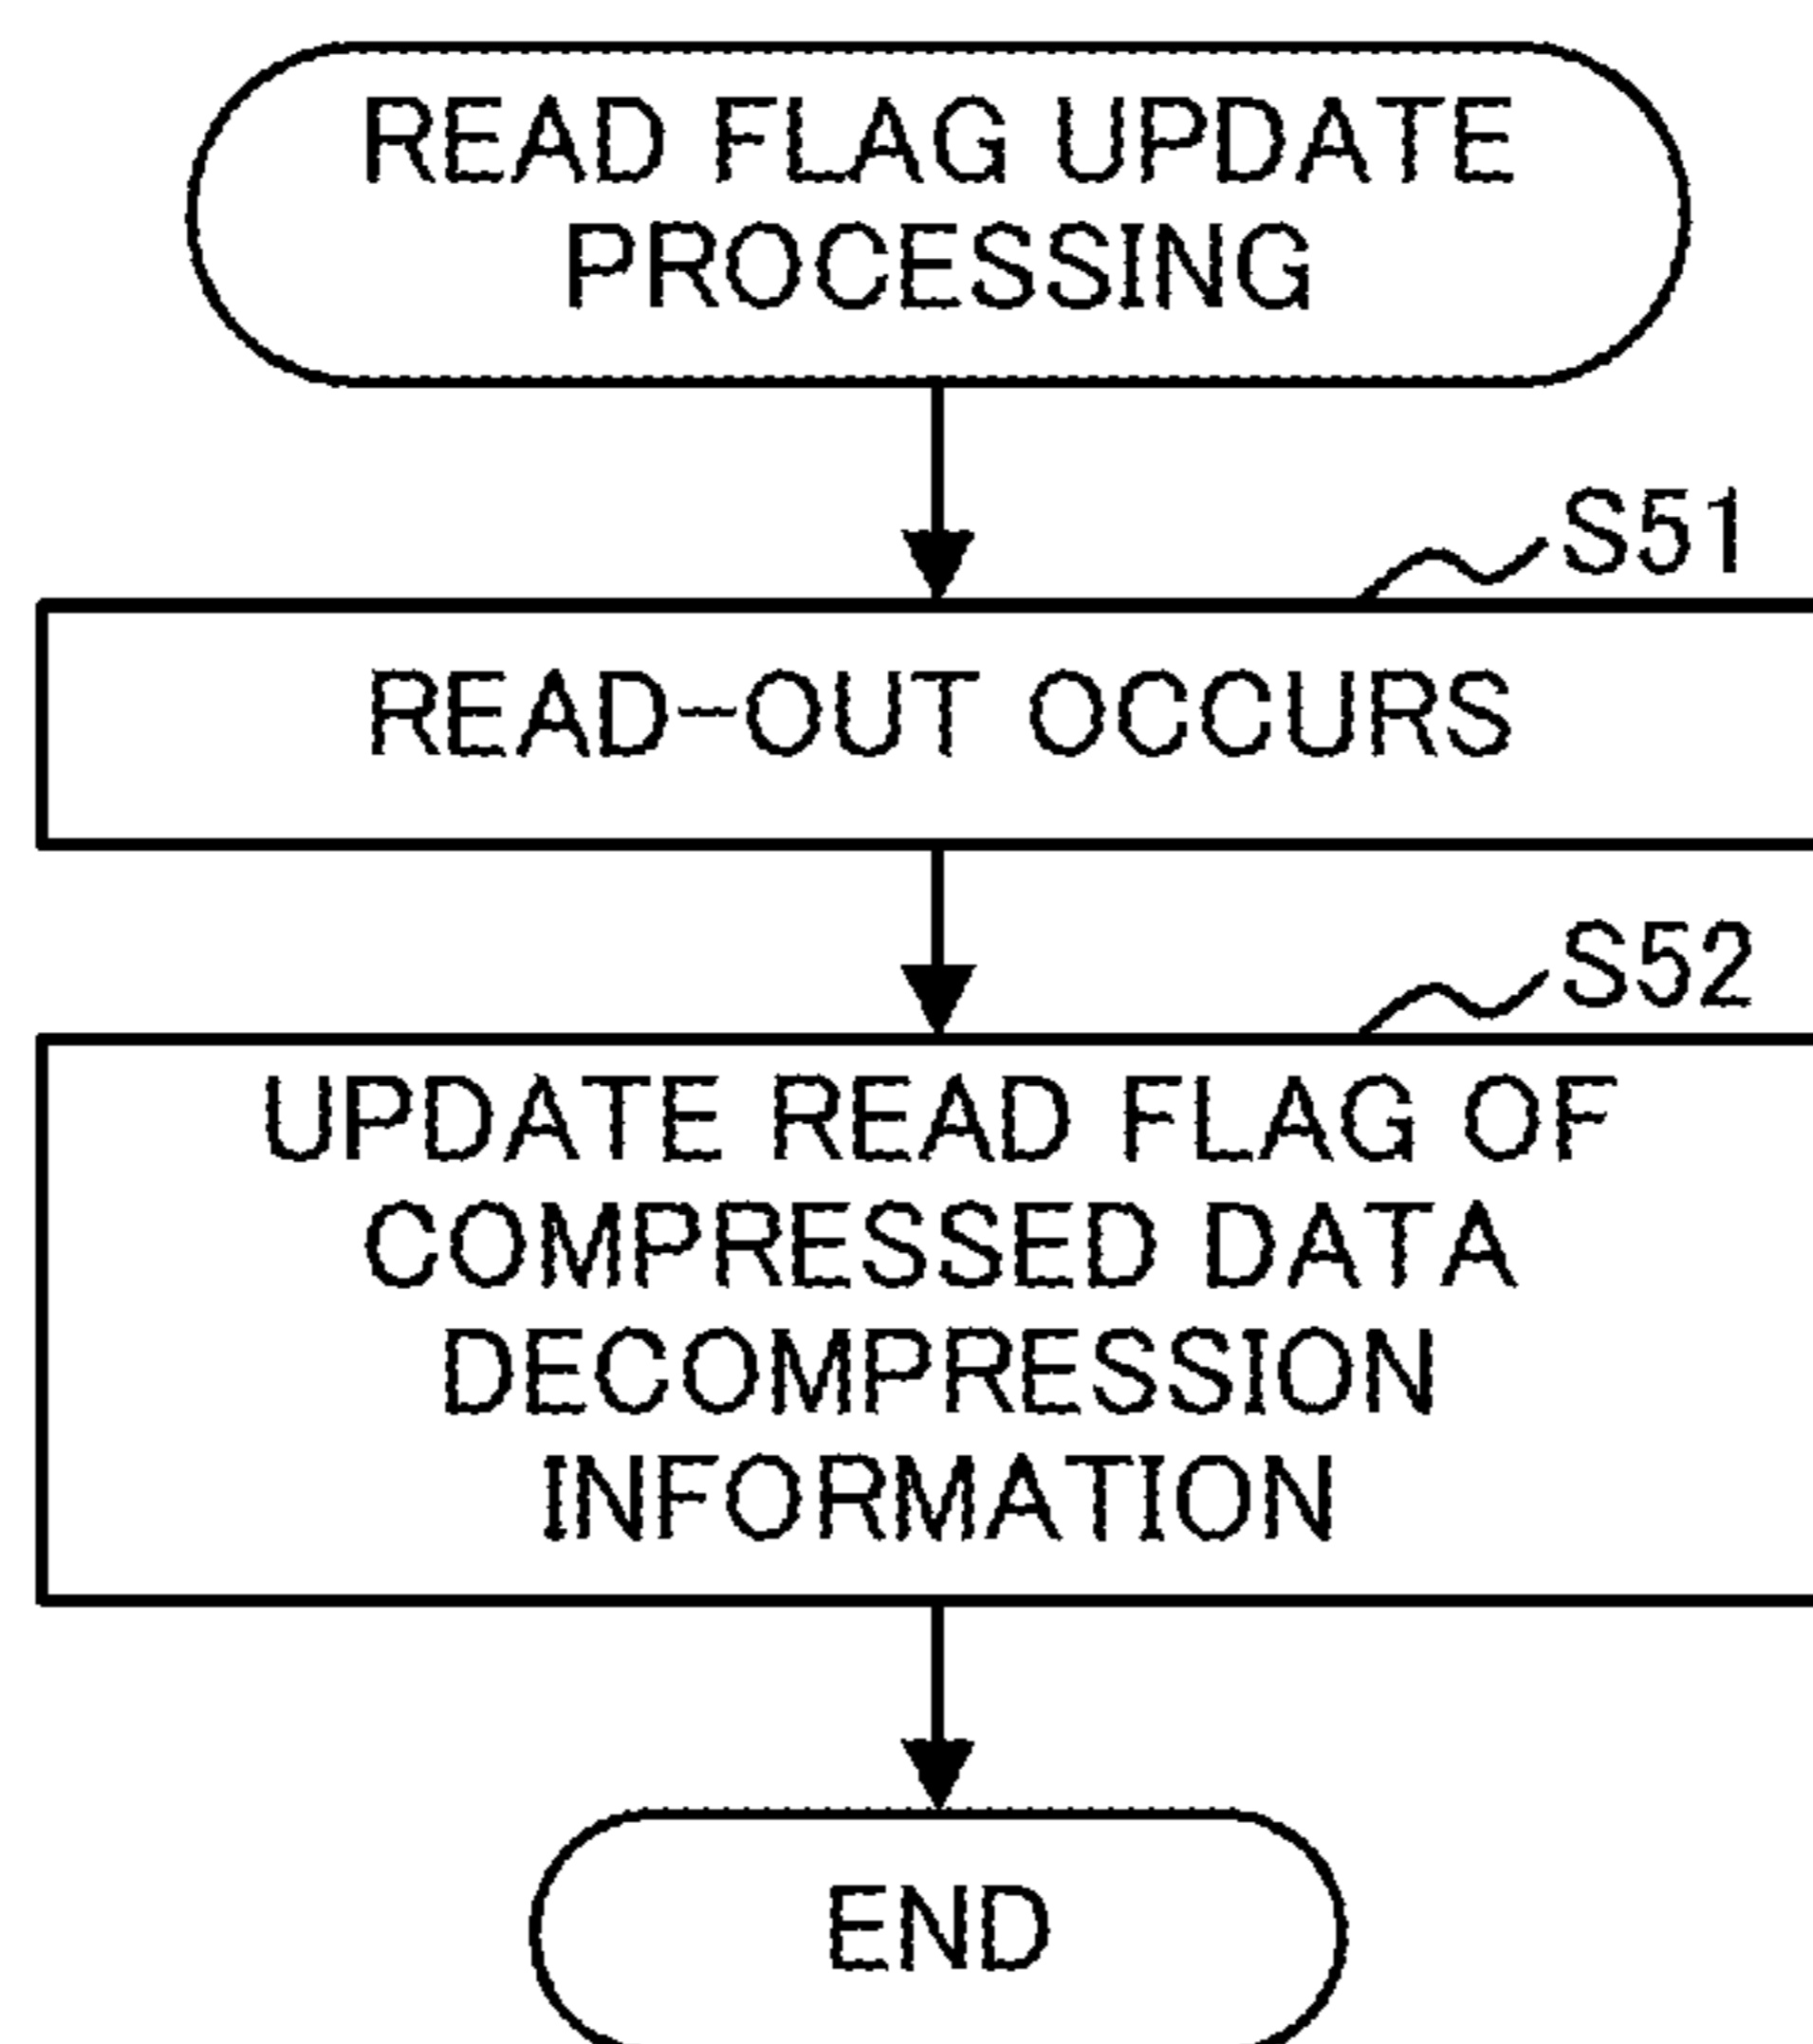 READ FLAG UPDATE
PROCESSING
S51
READ-OUT OCCURS
S52
UPDATE READ FLAG OF
COMPRESSED DATA
DECOMPRESSION
INFORMATION
END